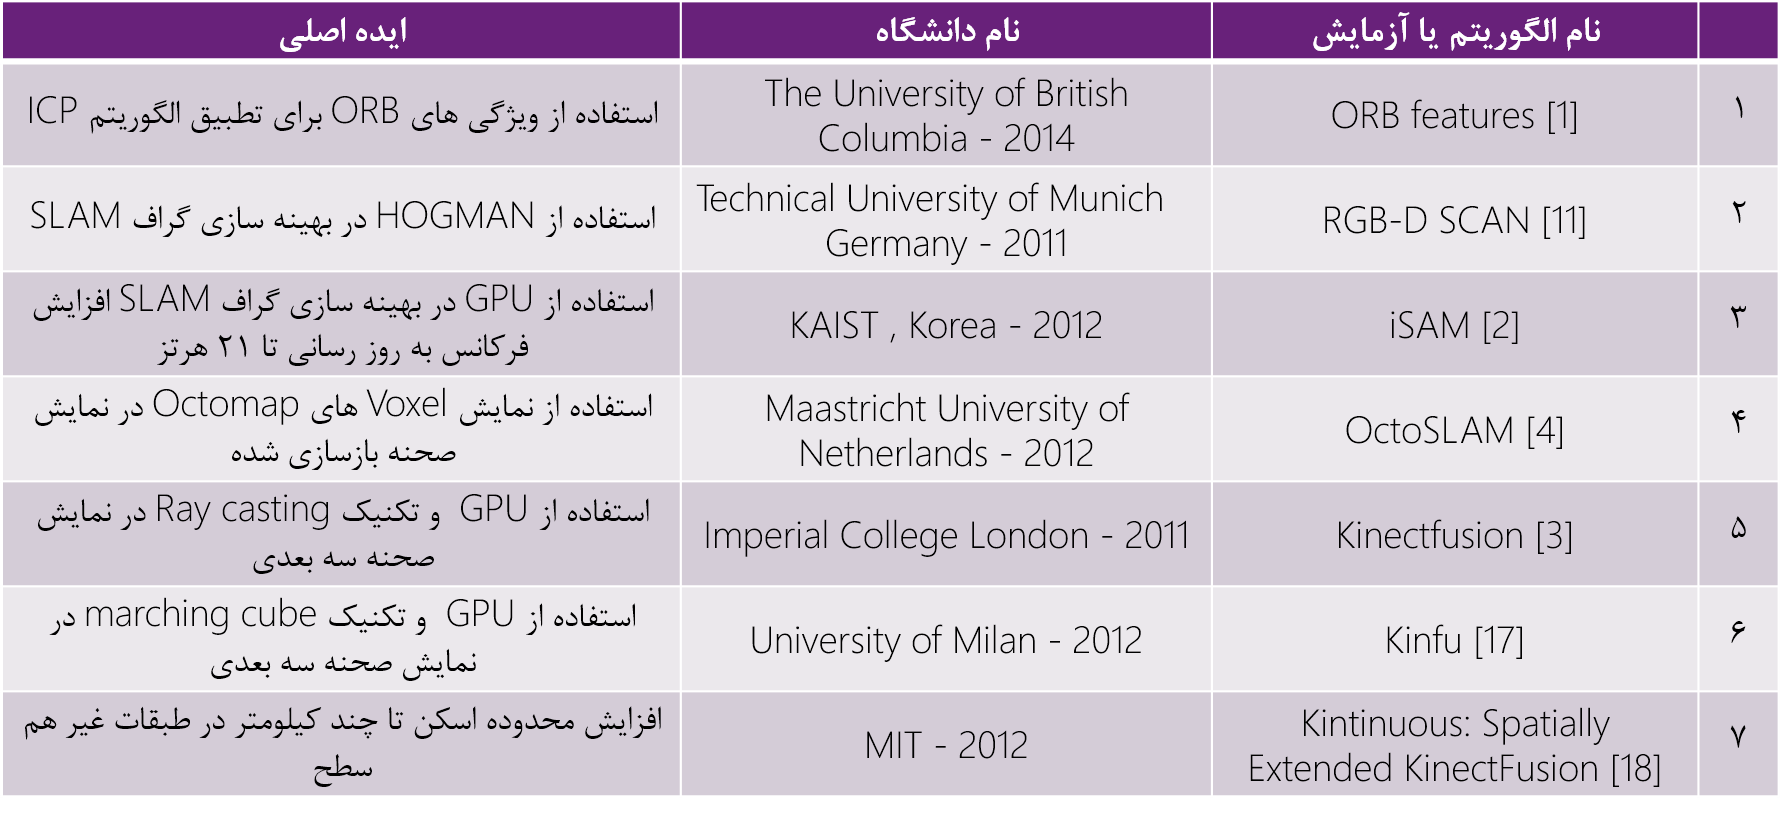 نام الگوریتم یا آزمایش
نام دانشگاه
ایده اصلی
۱
ORB features [1]
The University of British
Columbia - 2014
استفاده از ویژگی های ORB برای تطبیق الگوریتم ICP
۲
RGB-D SCAN [11]
Technical University of Munich
Germany - 2011
استفاده از HOGMAN در بهینه سازی گراف SLAM
۳
iSAM [2]
KAIST , Korea - 2012
استفاده از GPU در بهینه سازی گراف SLAM افزایش
فرکانس به روز رسانی تا ۲۱ هرتز
۴
OctoSLAM [4]
Maastricht University of
Netherlands - 2012
استفاده از نمایش Voxel های Octomap در نمایش
صحنه بازسازی شده
۵
Kinectfusion [3]
Imperial College London - 2011
استفاده از GPU و تکنیک Ray casting در نمایش
صحنه سه بعدی
۶
Kinfu [17]
University of Milan - 2012
استفاده از GPU و تکنیک marching cube در
نمایش صحنه سه بعدی
۷
Kintinuous: Spatially
Extended KinectFusion [18]
MIT - 2012
افزایش محدوده اسکن تا چند کیلومتر در طبقات غیر هم
سطح